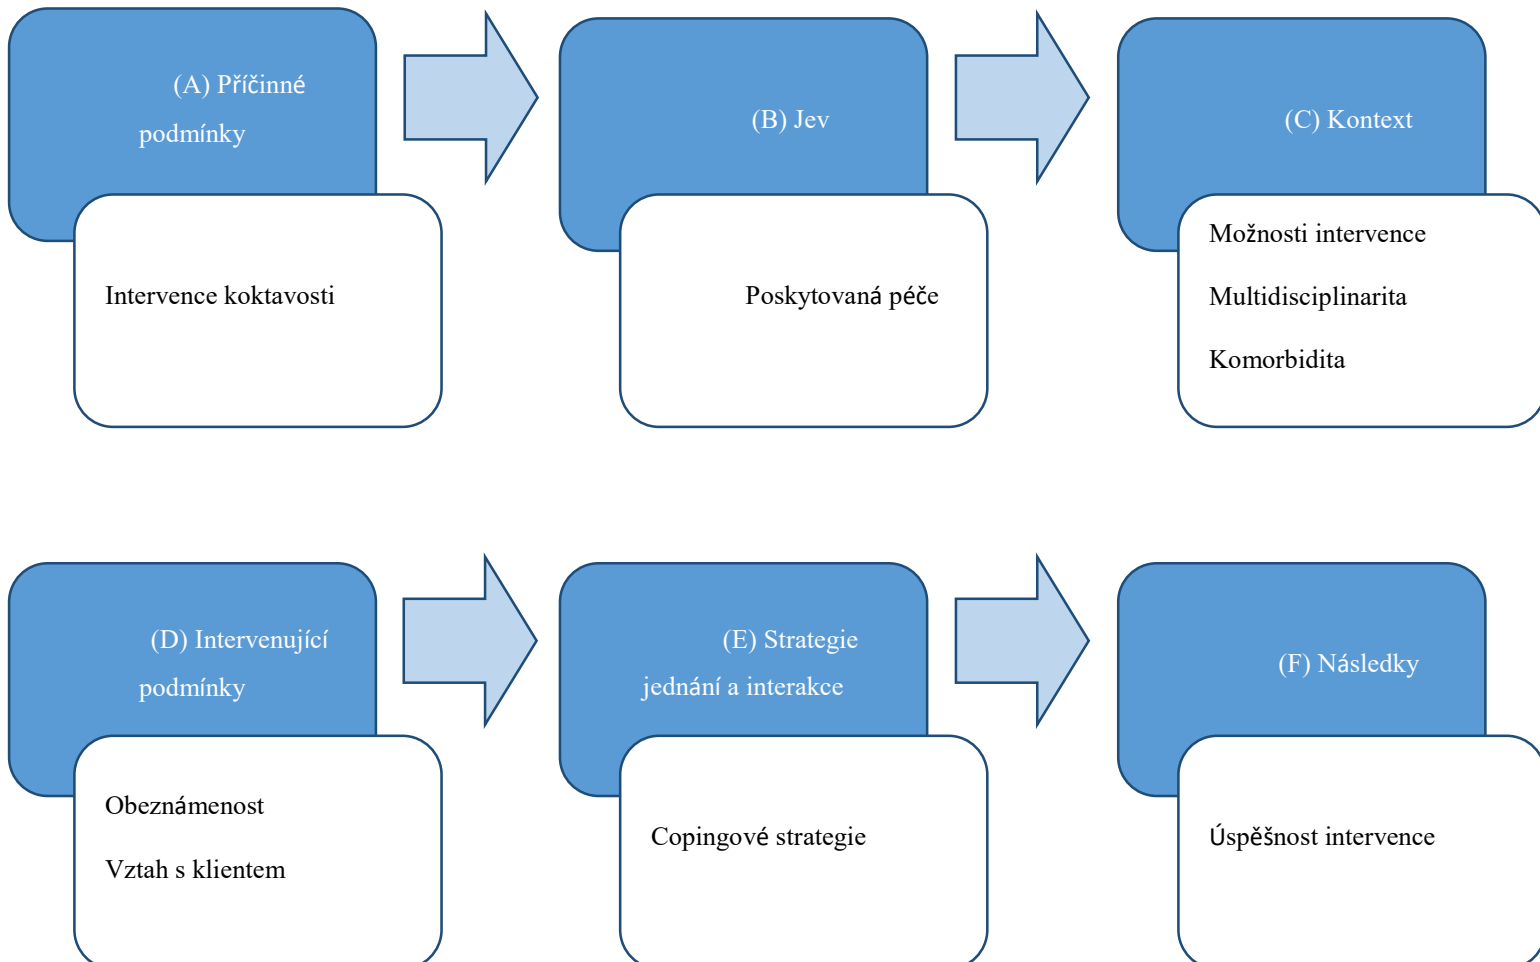 (A) Příčinné
podmínky
Intervence koktavosti
(B) Jev
Poskytovaná péče
(C) Kontext
Možnosti intervence
Multidisciplinarita
Komorbidita
(D) Intervenující
podmínky
Obeznámenost
Vztah s klientem
(E) Strategie
jednání a interakce
Copingové strategie
(F) Následky
Úspěšnost intervence